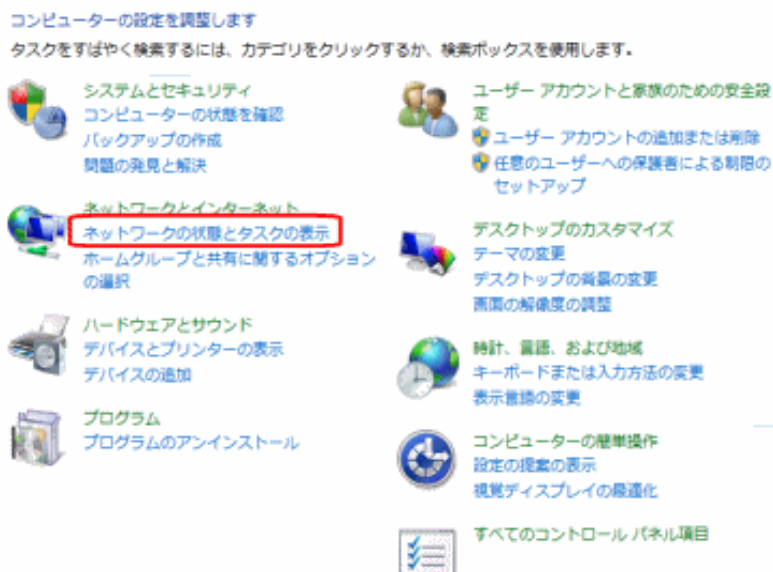 コンピューターの設定を調整します
タスクをすばやく検索するには、カテゴリをクリックするか、検索ボックスを使用します。
システムとセキュリティ
コンピューターの状態を確認
バックアップの作成
問題の発見と解決
ネットワークとインターネット
ネットワークの状態とタスクの表示
ホームグループと共有に関するオプション
の選択
ハードウェアとサウンド
デバイスとプリンターの表示
デバイスの追加
プログラム
プログラムのアンインストール
ユーザー アカウントと家族のための安全設
定
ユーザー アカウントの追加または削除
任意のユーザーへの保護者による制限の
セットアップ
デスクトップのカスタマイズ
テーマの変更
デスクトップの背景の変更
画面の解像度の調整
時計、言語、および地域
キーボードまたは入力方法の変更
表示言語の変更
コンピューターの簡単操作
設定の提案の表示
視覚ディスプレイの最適化
すべてのコントロール パネル項目